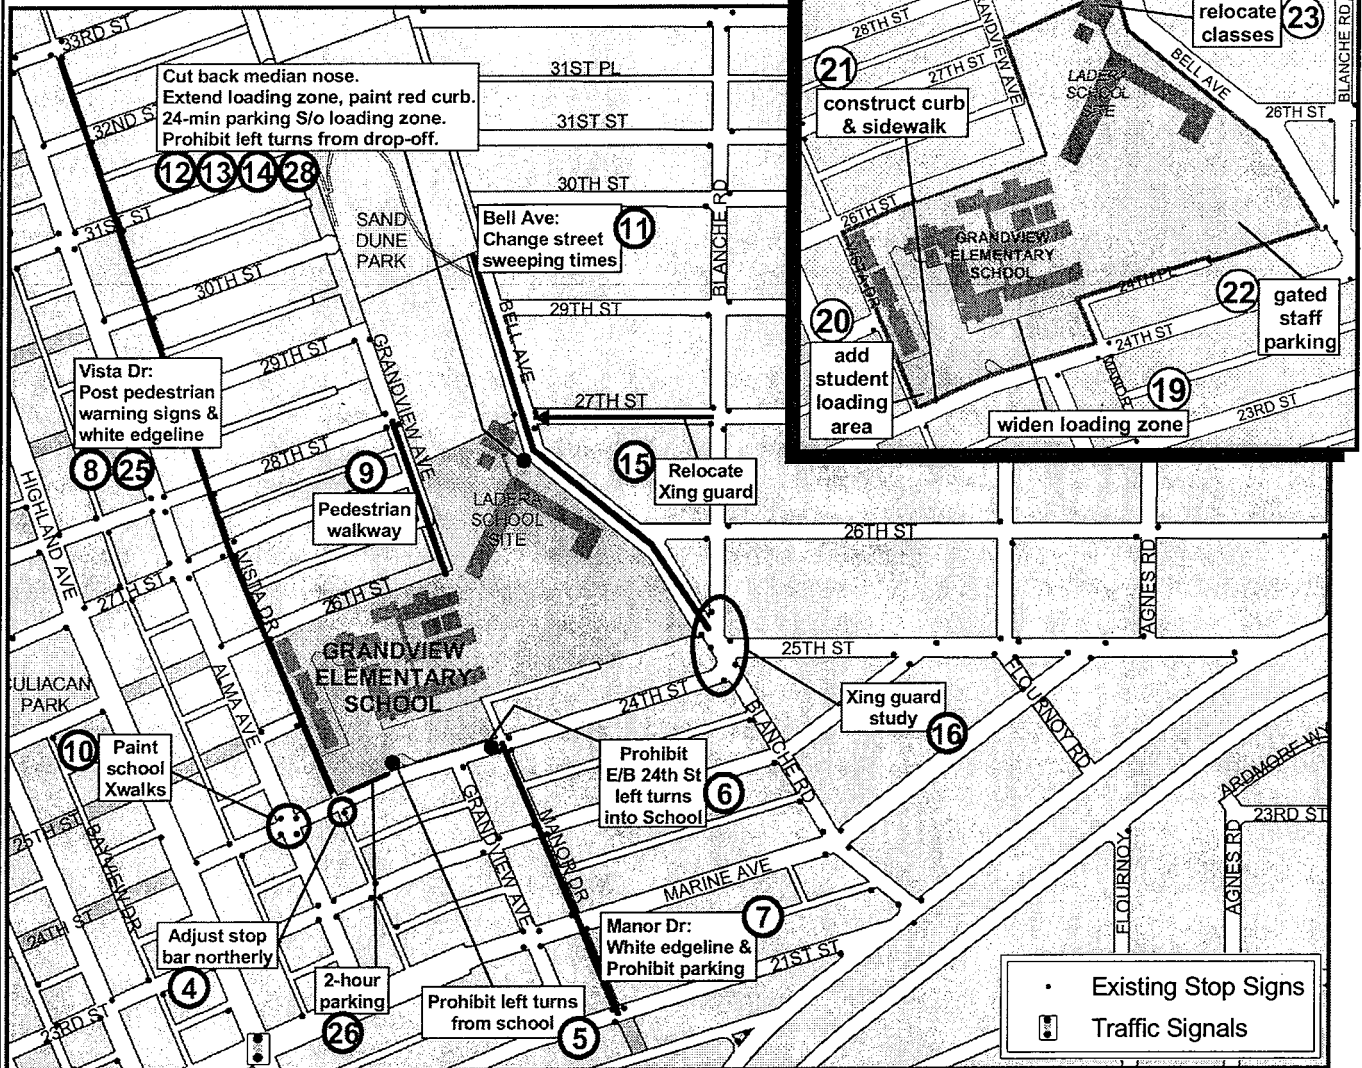 33RD ST
Cut back median nose.
Extend loading zone, paint red curb.
24-min parking S/o loading zone.
Prohibit left turns from drop-off.
12 13 14 28
32ND S
31ST ST
30TH ST
29TH ST
28TH ST
27TH ST
26TH ST
31ST PL
31ST ST
30TH ST
29TH ST
27TH ST
26TH ST
25TH ST
BLANCHE RD
SAND
DUNE
PARK
Bell Ave:
Change street
sweeping times
11
BELL AVE
GRANDVIEW AVE
Vista Dr:
Post pedestrian
warning signs &
white edgeline
8 25
HIGHLAND AVE
VISTA DR
ALMA AVE
9
Pedestrian
walkway
LADERA
SCHOOL
SITE
15
Relocate
Xing guard
GRANDVIEW
ELEMENTARY
SCHOOL
ULIACAN
PARK
10
Paint
school
Xwalks
25TH ST
BAYVIEW DR
24TH ST
23RD ST
Adjust stop
bar northerly
4
2-hour
parking
26
Prohibit left turns
from school
5
24TH ST
Prohibit
E/B 24th St
left turns
into School
6
GRANDVIEW AVE
MANOR DR
Manor Dr:
White edgeline &
Prohibit parking
7
MARINE AVE
21ST ST
BLANCHE RD
Xing guard
study
16
FLOURNOY RD
AGNES RD
ARDMORE WY
23RD ST
FLOURNOY
AGNES RD
Existing Stop Signs
Traffic Signals
relocate
classes
23
28TH ST
27TH ST
26TH ST
BLANCHE RD
BELL AVE
26TH ST
21
construct curb
& sidewalk
LADERA
SCHOOL
GRANDVIEW
ELEMENTARY
SCHOOL
VISTA DR
24TH PL
24TH ST
23RD ST
22
gated
staff
parking
20
add
student
loading
area
19
widen loading zone